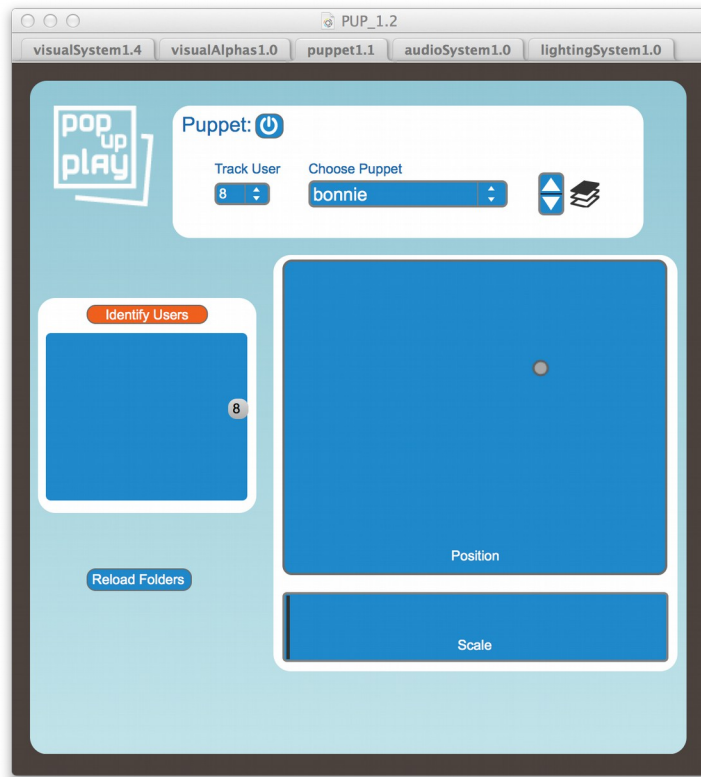 PUP_1.2
visualSystem1.4 visualAlphas1.0 puppet1.1 audioSystem1.0 lightingSystem1.0
pop
up
play
Puppet:
Track User Choose Puppet
8 bonnie
Identify Users
8
Position
Reload Folders
Scale